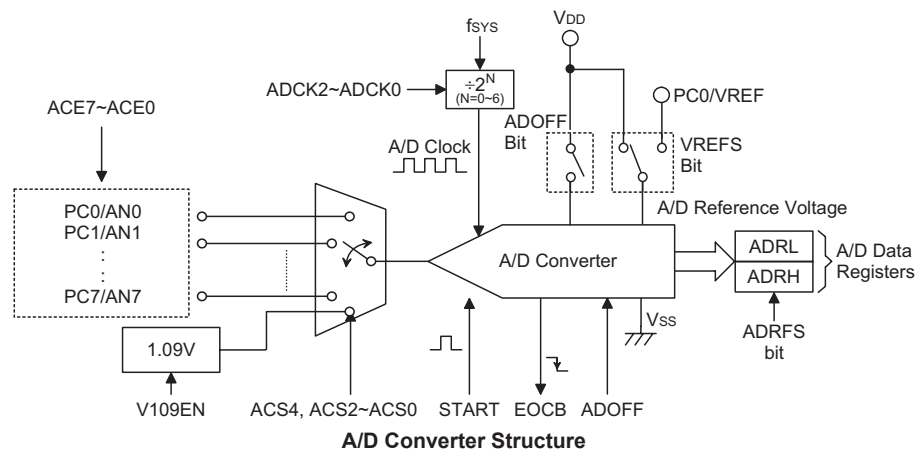 fSYS
VDD
ADCK2~ADCK0
÷2^N
(N=0~6)
PC0/VREF
ACE7~ACE0
ADOFF
Bit
VREFS
Bit
A/D Clock
PC0/AN0
PC1/AN1
PC7/AN7
A/D Reference Voltage
A/D Converter
ADRL
ADRH
A/D Data
Registers
VSS
ADRFS
bit
1.09V
V109EN
ACS4, ACS2~ACS0
START
EOCB
ADOFF
A/D Converter Structure